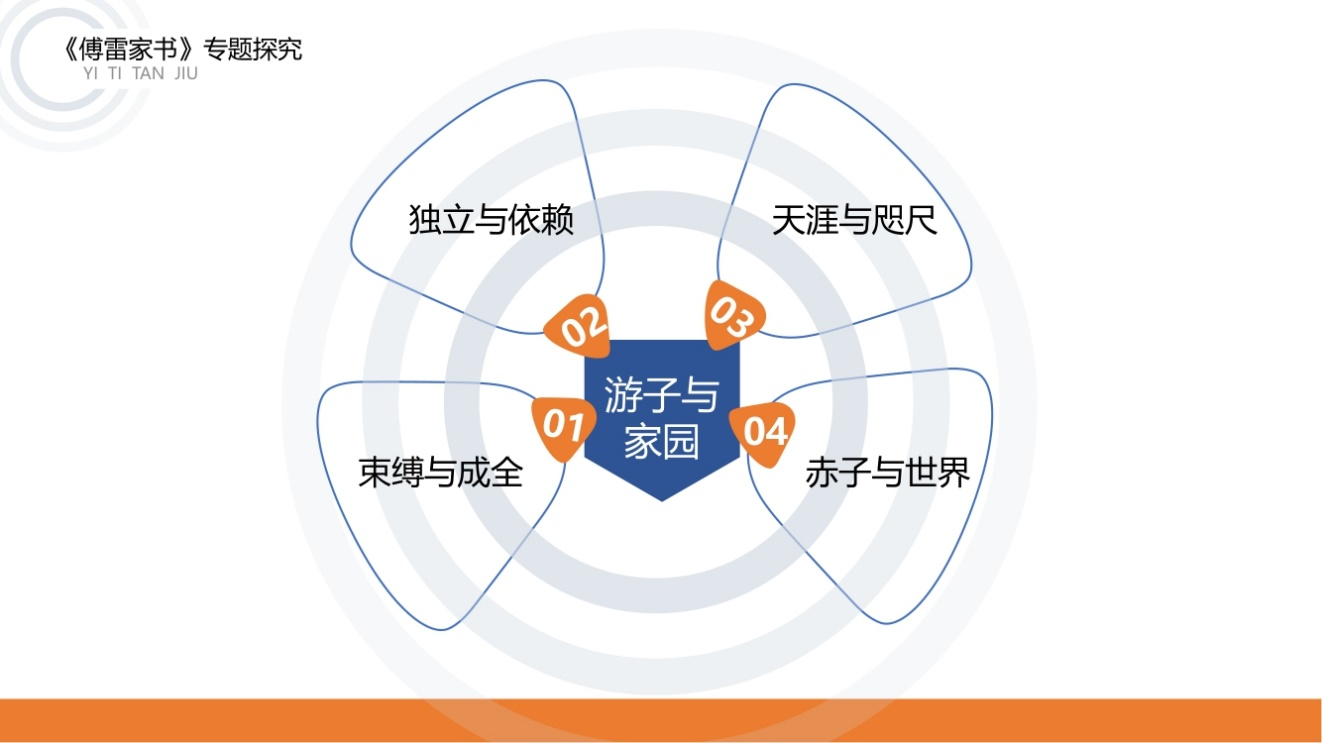 《傅雷家书》专题探究
YI TI TAN JIU
独立与依赖
天涯与咫尺
02
03
游子与
家园
01
04
束缚与成全
赤子与世界